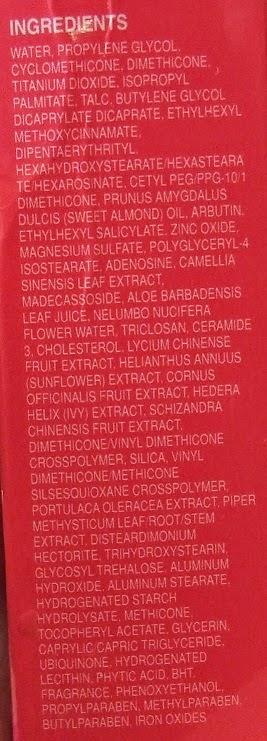 INGREDIENTS
WATER, PROPYLENE GLYCOL,
CYCLOMETHICONE, DIMETHICONE,
TITANIUM DIOXIDE, ISOPROPYL
PALMITATE, TALC, BUTYLENE GLYCOL
DICAPRYLATE DICAPRATE, ETHYLHEXYL
METHOXYCINNAMATE,
DIPENTAERYTHRITYL
HEXAHYDROXYSTEARATE/HEXASTEARA
TE/HEXAROSINATE, CETYL PEG/PPG-10/1
DIMETHICONE, PRUNUS AMYGDALUS
DULCIS (SWEET ALMOND) OIL, ARBUTIN,
ETHYLHEXYL SALICYLATE, ZINC OXIDE,
MAGNESIUM SULFATE, POLYGLYCERYL-4
ISOSTEARATE, ADENOSINE, CAMELLIA
SINENSIS LEAF EXTRACT,
MADECASSOSIDE, ALOE BARBADENSIS
LEAF JUICE, NELUMBO NUCIFERA
FLOWER WATER, TRICLOSAN, CERAMIDE
3, CHOLESTEROL, LYCIUM CHINENSE
FRUIT EXTRACT, HELIANTHUS ANNUUS
(SUNFLOWER) EXTRACT, CORNUS
OFFICINALIS FRUIT EXTRACT, HEDERA
HELIX (IVY) EXTRACT, SCHIZANDRA
CHINENSIS FRUIT EXTRACT,
DIMETHICONE/VINYL DIMETHICONE
CROSSPOLYMER, SILICA, VINYL
DIMETHICONE/METHICONE
SILSESQUIOXANE CROSSPOLYMER,
PORTULACA OLERACEA EXTRACT, PIPER
METHYSTICUM LEAF/ROOT/STEM
EXTRACT, DISTEARDIMONIUM
HECTORITE, TRIHYDROXYSTEARIN,
GLYCOSYL TREHALOSE, ALUMINUM
HYDROXIDE, ALUMINUM STEARATE,
HYDROGENATED STARCH
HYDROLYSATE, METHICONE,
TOCOPHERYL ACETATE, GLYCERIN,
CAPRYLIC/CAPRIC TRIGLYCERIDE,
UBIQUINONE, HYDROGENATED
LECITHIN, PHYTIC ACID, BHT,
FRAGRANCE, PHENOXYETHANOL,
PROPYLPARABEN, METHYLPARABEN,
BUTYLPARABEN, IRON OXIDES